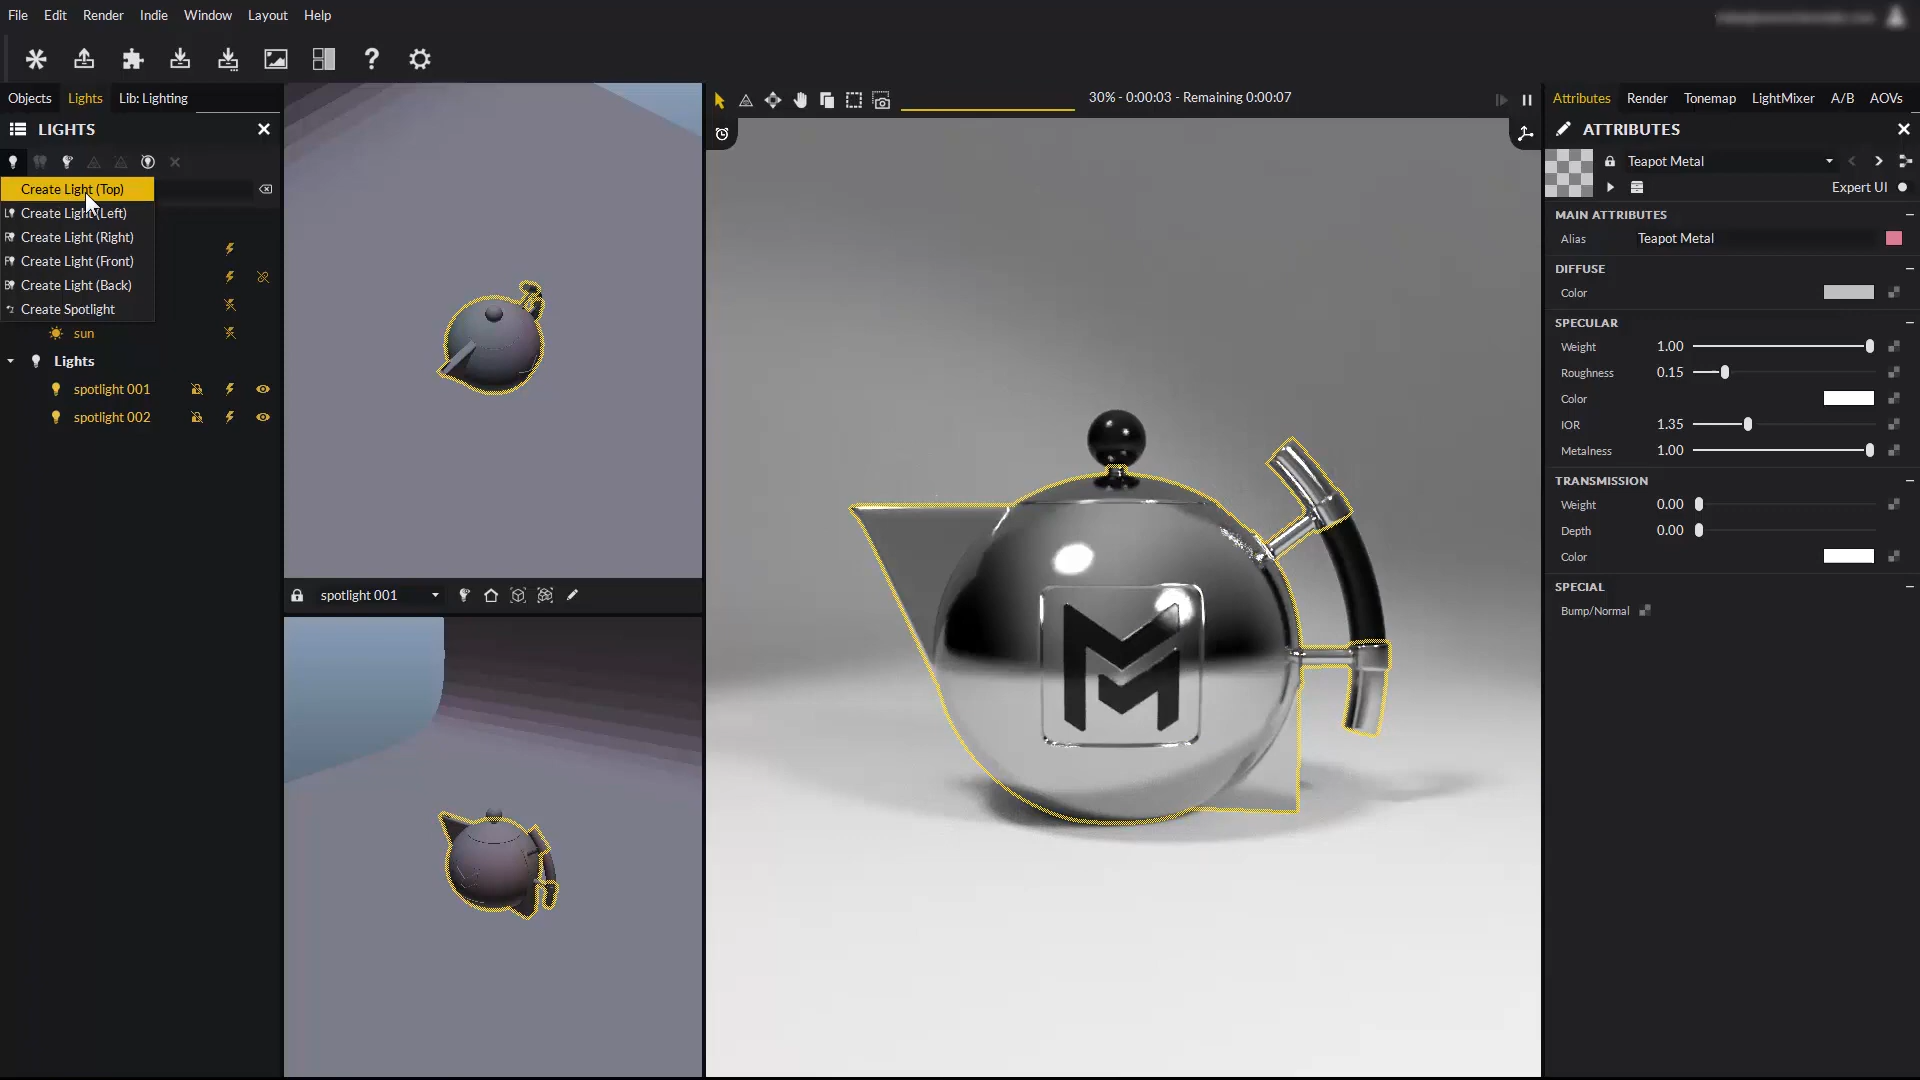 File Edit Render Indie Window Layout Help
Objects Lights Lib: Lighting
30% - 0:00:03 - Remaining 0:00:07
Attributes Render Tonemap LightMixer A/B AOVs
LIGHTS
ATTRIBUTES
Teapot Metal
Expert UI
Create Light (Top)
Create Light (Left)
Create Light (Right)
Create Light (Front)
Create Light (Back)
Create Spotlight
sun
Lights
spotlight 001
spotlight 002
spotlight 001
MAIN ATTRIBUTES
Alias Teapot Metal
DIFFUSE
Color
SPECULAR
Weight 1.00
Roughness 0.15
Color
IOR 1.35
Metalness 1.00
TRANSMISSION
Weight 0.00
Depth 0.00
Color
SPECIAL
Bump/Normal